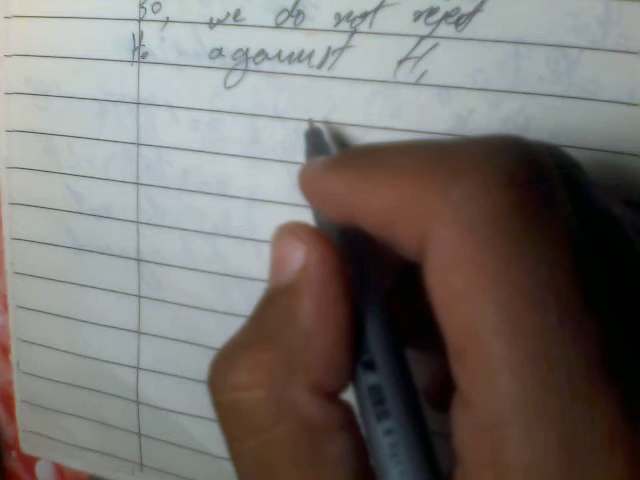 So, we do not reject
H₀ against H₁